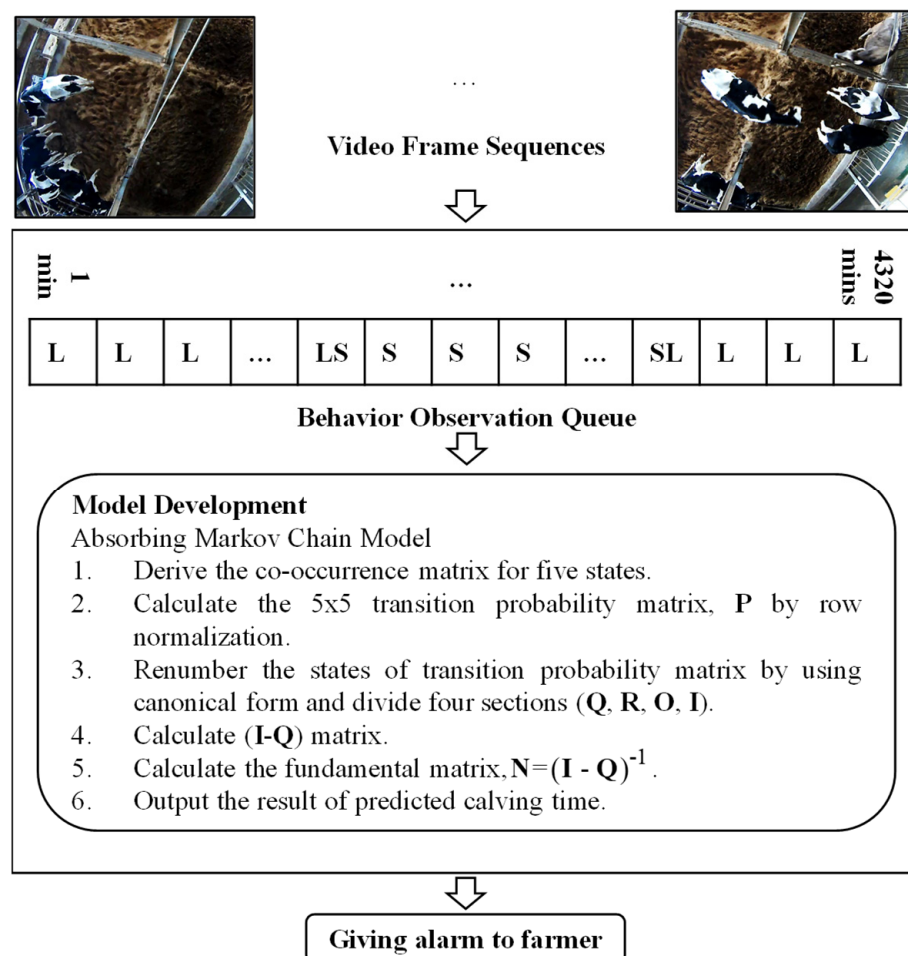 ...
Video Frame Sequences
1
min
...
4320
mins
L L L ... LS S S S ... SL L L L
Behavior Observation Queue
Model Development
Absorbing Markov Chain Model
1. Derive the co-occurrence matrix for five states.
2. Calculate the 5x5 transition probability matrix, P by row
normalization.
3. Renumber the states of transition probability matrix by using
canonical form and divide four sections (Q, R, O, I).
4. Calculate (I-Q) matrix.
5. Calculate the fundamental matrix, N=(I - Q)⁻¹ .
6. Output the result of predicted calving time.
Giving alarm to farmer